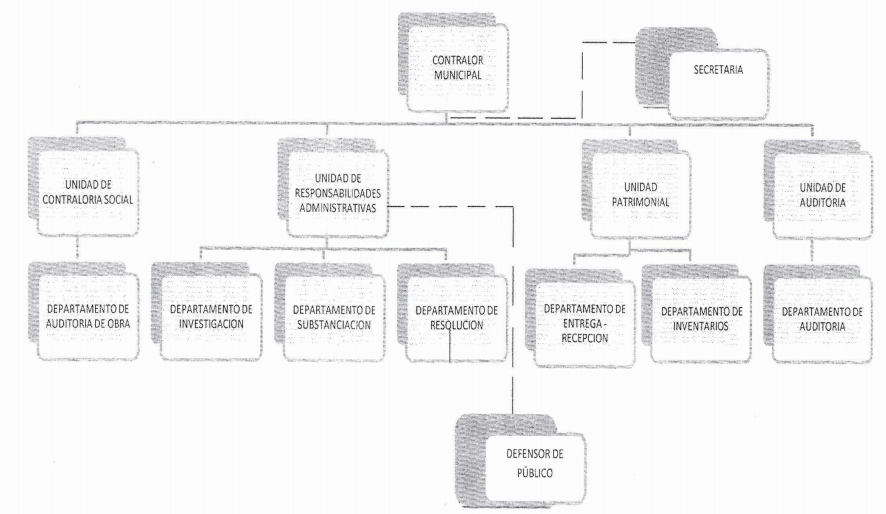 CONTRALOR
MUNICIPAL
SECRETARIA
UNIDAD DE
CONTRALORIA SOCIAL
UNIDAD DE
RESPONSABILIDADES
ADMINISTRATIVAS
UNIDAD
PATRIMONIAL
UNIDAD DE
AUDITORIA
DEPARTAMENTO DE
AUDITORIA DE OBRA
DEPARTAMENTO DE
INVESTIGACION
DEPARTAMENTO DE
SUBSTANCIACION
DEPARTAMENTO DE
RESOLUCION
DEPARTAMENTO DE
ENTREGA -
RECEPCION
DEPARTAMENTO DE
INVENTARIOS
DEPARTAMENTO DE
AUDITORIA
DEFENSOR DE
PÚBLICO